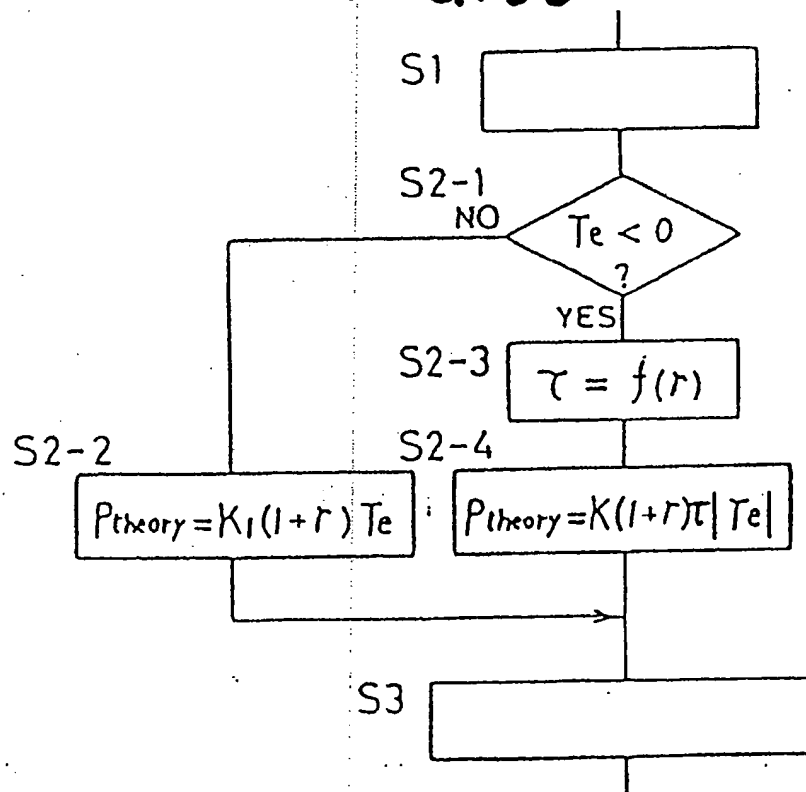 S1
S2-1
NO
Te < 0
?
YES
S2-3
τ = f(r)
S2-2
S2-4
Ptheory = K1(1+r)Te
Ptheory = K(1+r)τ|Te|
S3